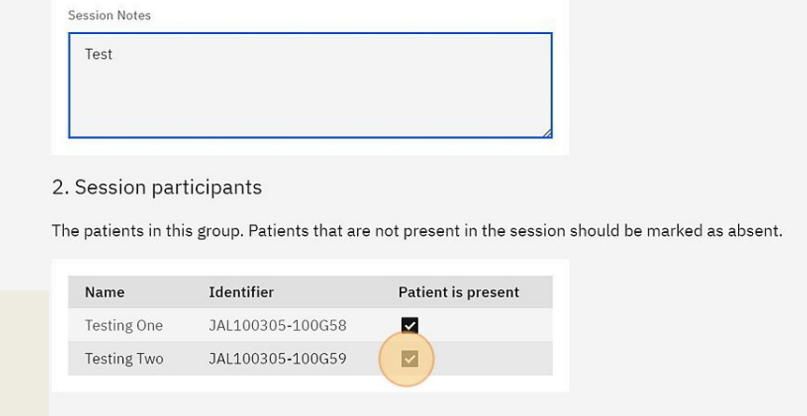 Session Notes
Test
2. Session participants
The patients in this group. Patients that are not present in the session should be marked as absent.
Name Identifier Patient is present
Testing One JAL100305-100G58
Testing Two JAL100305-100G59